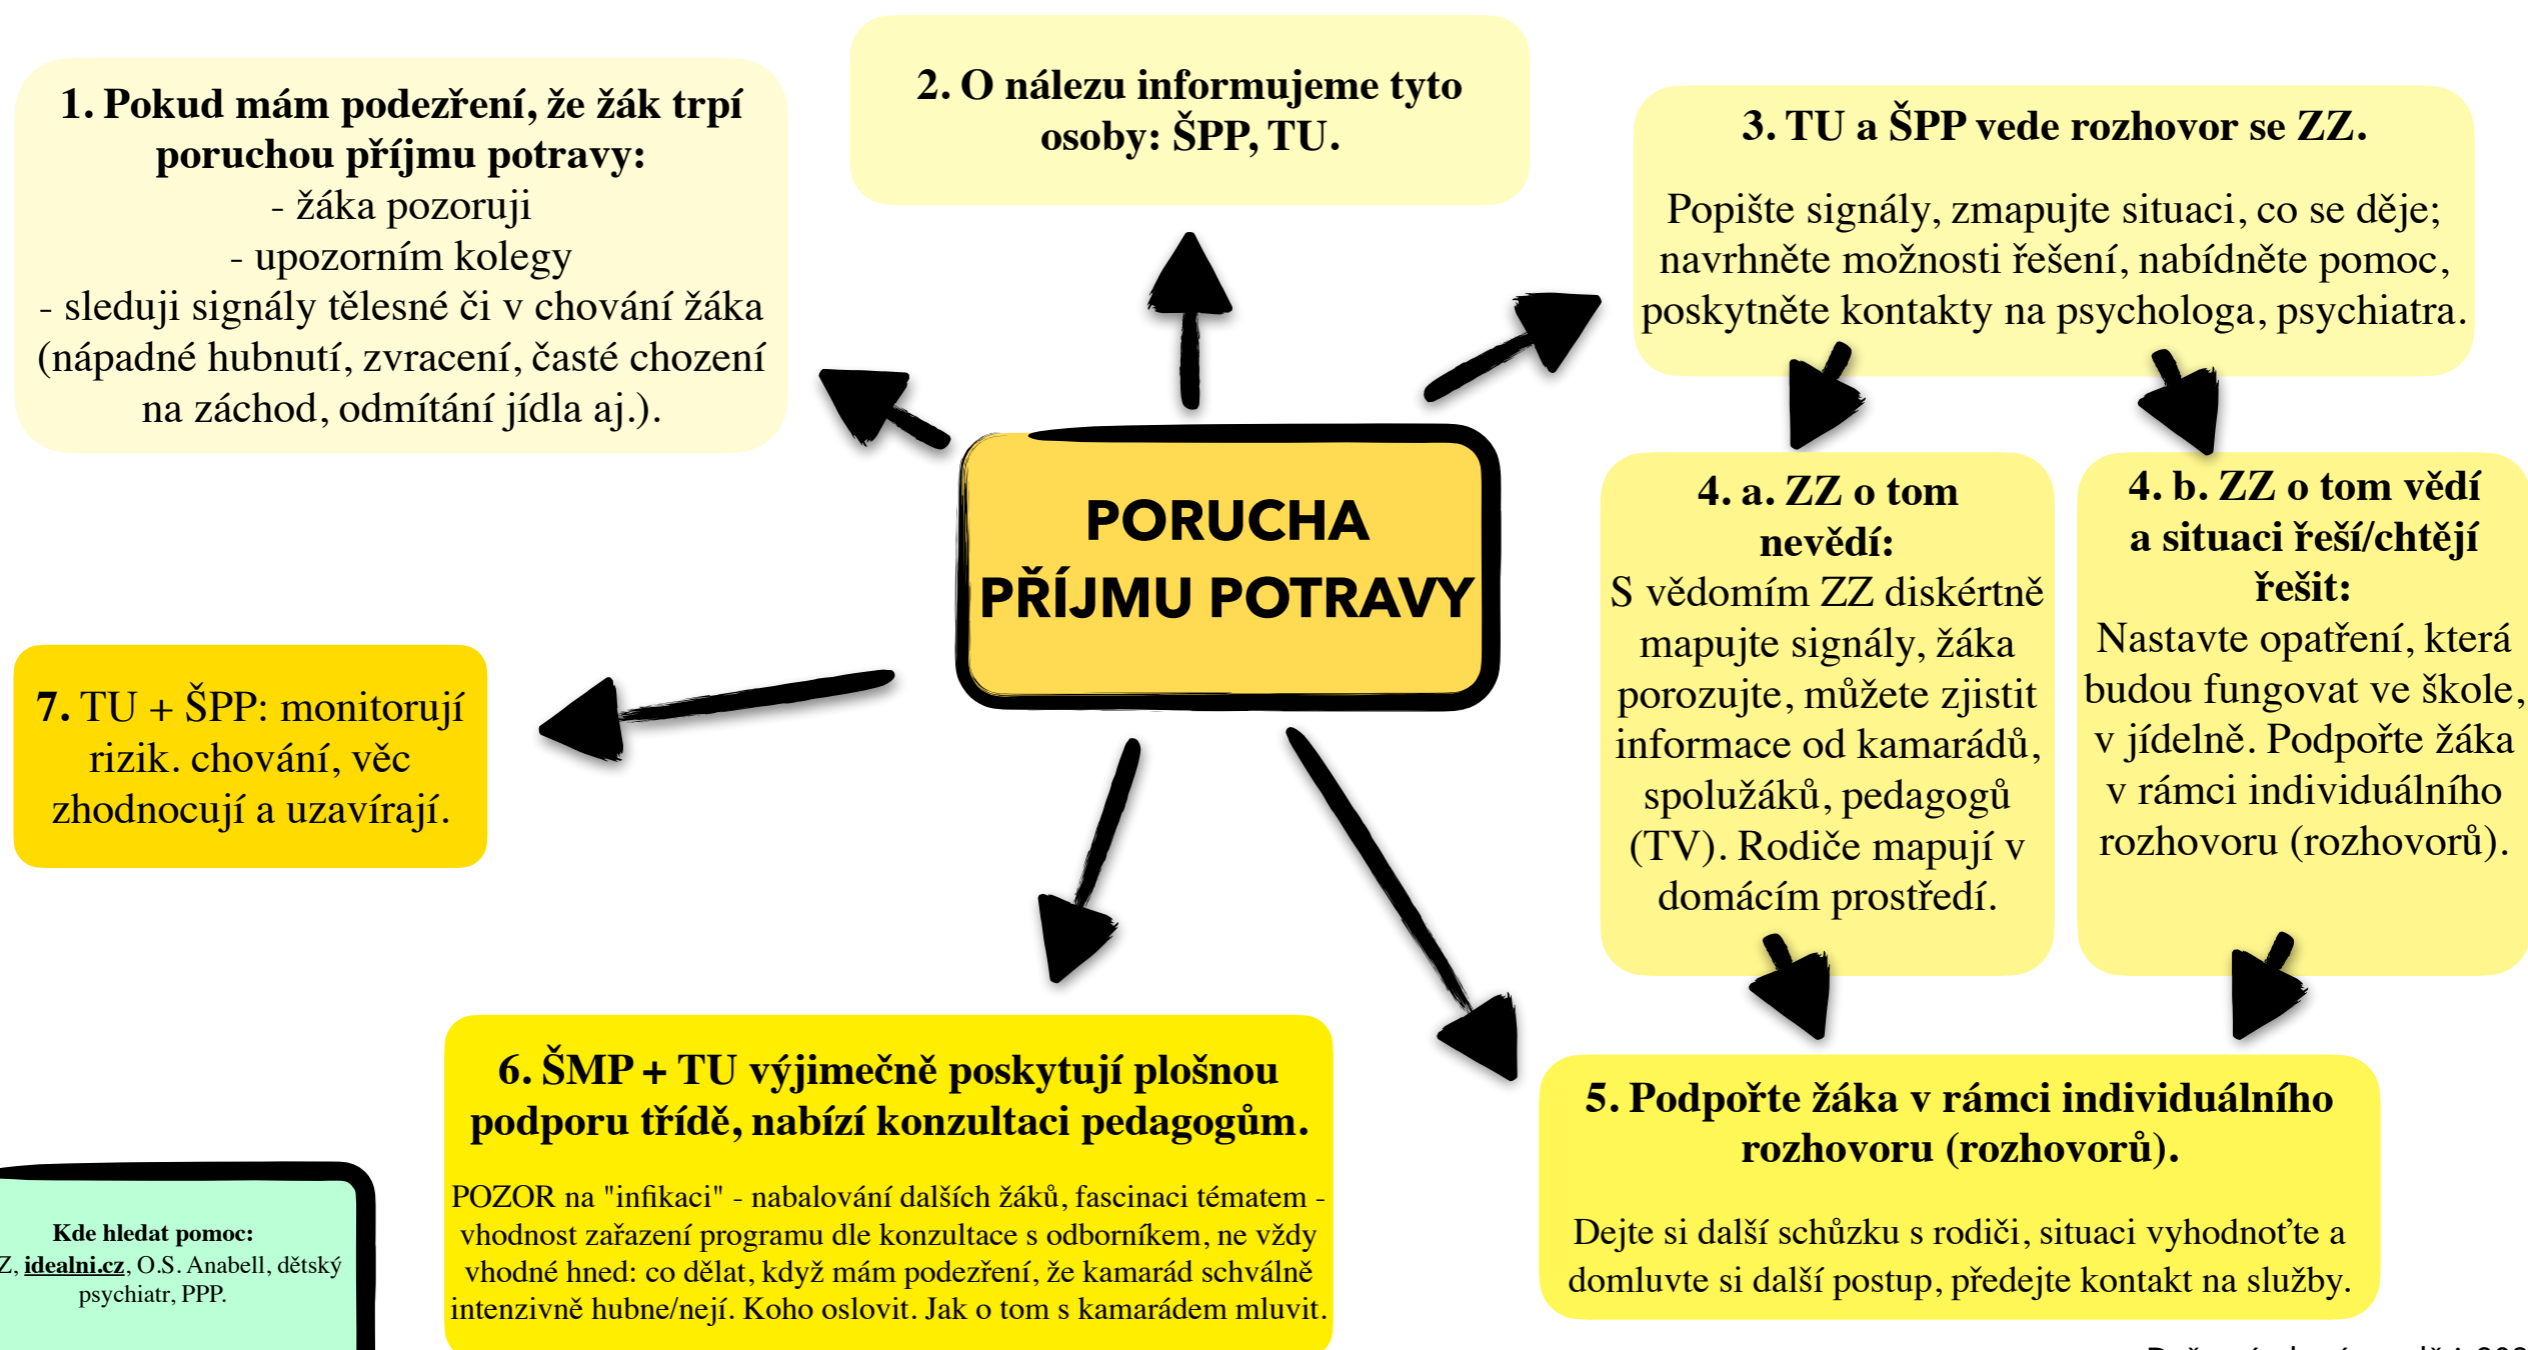 1. Pokud mám podezření, že žák trpí
poruchou příjmu potravy:
- žáka pozoruji
- upozorním kolegy
- sleduji signály tělesné či v chování žáka
(nápadné hubnutí, zvracení, časté chození
na záchod, odmítání jídla aj.).
2. O nálezu informujeme tyto
osoby: ŠPP, TU.
3. TU a ŠPP vede rozhovor se ZZ.
Popište signály, zmapujte situaci, co se děje;
navrhněte možnosti řešení, nabídněte pomoc,
poskytněte kontakty na psychologa, psychiatra.
PORUCHA
PŘÍJMU POTRAVY
4. a. ZZ o tom
nevědí:
S vědomím ZZ diskértně
mapujte signály, žáka
porozujte, můžete zjistit
informace od kamarádů,
spolužáků, pedagogů
(TV). Rodiče mapují v
domácím prostředí.
4. b. ZZ o tom vědí
a situaci řeší/chtějí
řešit:
Nastavte opatření, která
budou fungovat ve škole,
v jídelně. Podpořte žáka
v rámci individuálního
rozhovoru (rozhovorů).
5. Podpořte žáka v rámci individuálního
rozhovoru (rozhovorů).
Dejte si další schůzku s rodiči, situaci vyhodnoťte a
domluvte si další postup, předejte kontakt na služby.
6. ŠMP + TU výjimečně poskytují plošnou
podporu třídě, nabízí konzultaci pedagogům.
POZOR na "infikaci" - nabalování dalších žáků, fascinaci tématem -
vhodnost zařazení programu dle konzultace s odborníkem, ne vždy
vhodné hned: co dělat, když mám podezření, že kamarád schválně
intenzivně hubne/nejí. Koho oslovit. Jak o tom s kamarádem mluvit.
7. TU + ŠPP: monitorují
rizik. chování, věc
zhodnocují a uzavírají.
Kde hledat pomoc:
Z, idealni.cz, O.S. Anabell, dětský
psychiatr, PPP.